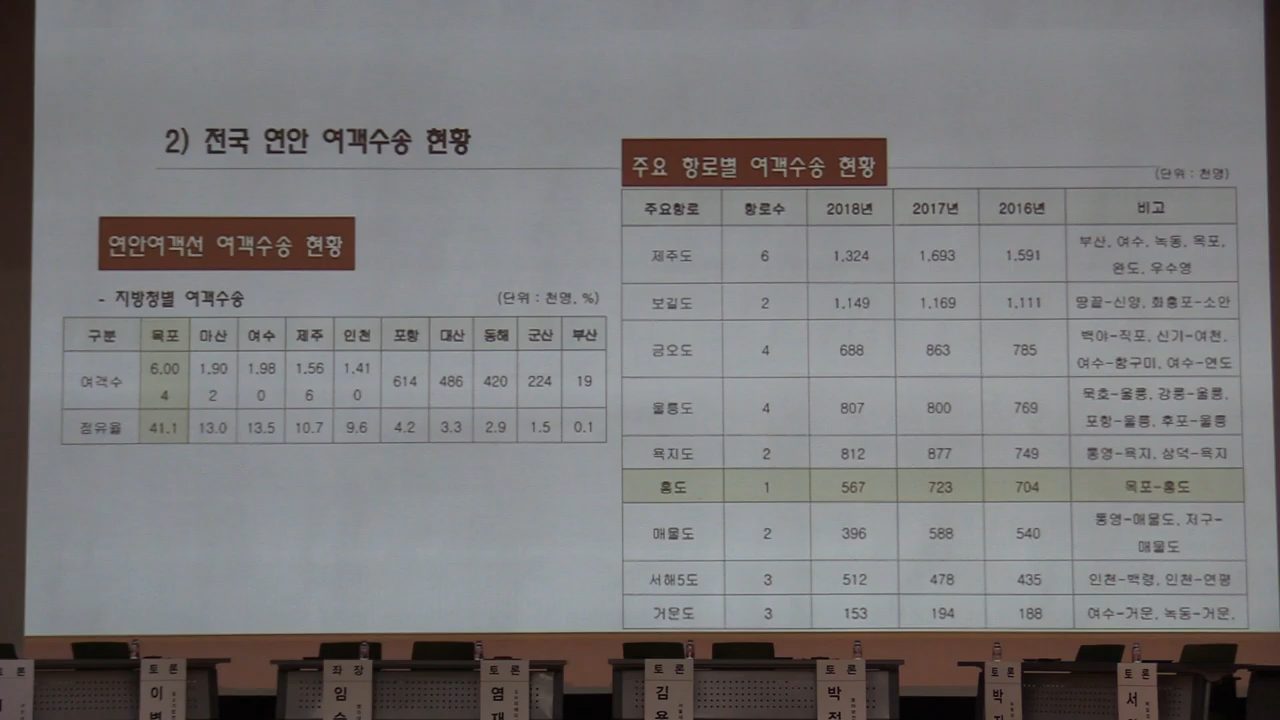 2) 전국 연안 여객수송 현황
연안여객선 여객수송 현황
- 지방청별 여객수송
(단위 : 천명, %)
구분 목포 마산 여수 제주 인천 포항 대산 동해 군산 부산
여객수 6,004 1,902 1,980 1,566 1,410 614 486 420 224 19
점유율 41.1 13.0 13.5 10.7 9.6 4.2 3.3 2.9 1.5 0.1
주요 항로별 여객수송 현황
(단위 : 천명)
주요항로 항로수 2018년 2017년 2016년 비고
제주도 6 1,324 1,693 1,591 부산, 여수, 녹동, 목포,
완도, 우수영
보길도 2 1,149 1,169 1,111 땅끝-신양, 화흥포-소안
금오도 4 688 863 785 백야-직포, 신기-여천,
여수-함구미, 여수-연도
울릉도 4 807 800 769 묵호-울릉, 강릉-울릉,
포항-울릉, 후포-울릉
욕지도 2 812 877 749 통영-욕지, 삼덕-욕지
홍도 1 567 723 704 목포-홍도
매물도 2 396 588 540 통영-매물도, 저구-
매물도
서해5도 3 512 478 435 인천-백령, 인천-연평
거문도 3 153 194 188 여수-거문, 녹동-거문,
토론
이
좌장
임
토론
염
토론
김
토론
박
토론
박
토론
서